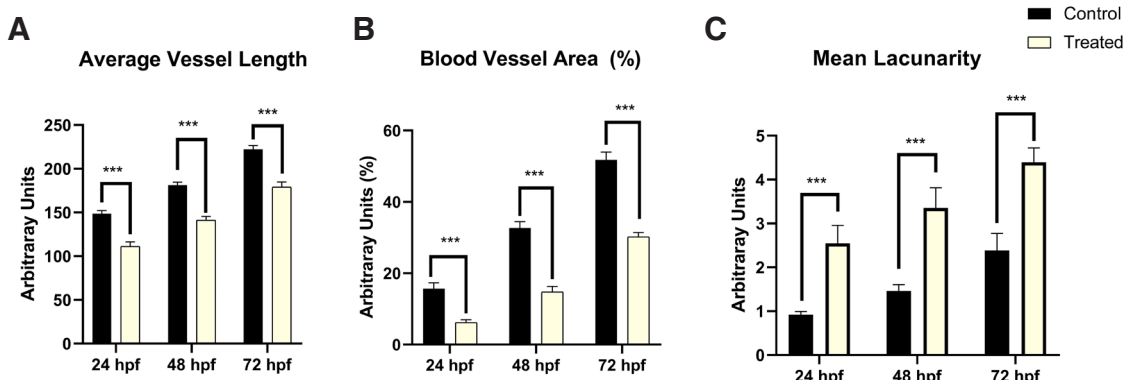 A
Average Vessel Length
Arbitraray Units
250
200
150
100
50
0
***
***
***
24 hpf
48 hpf
72 hpf
B
Blood Vessel Area (%)
Arbitraray Units (%)
60
40
20
0
***
***
***
24 hpf
48 hpf
72 hpf
C
Mean Lacunarity
Arbitraray Units
5
4
3
2
1
0
***
***
***
24 hpf
48 hpf
72 hpf
Control
Treated